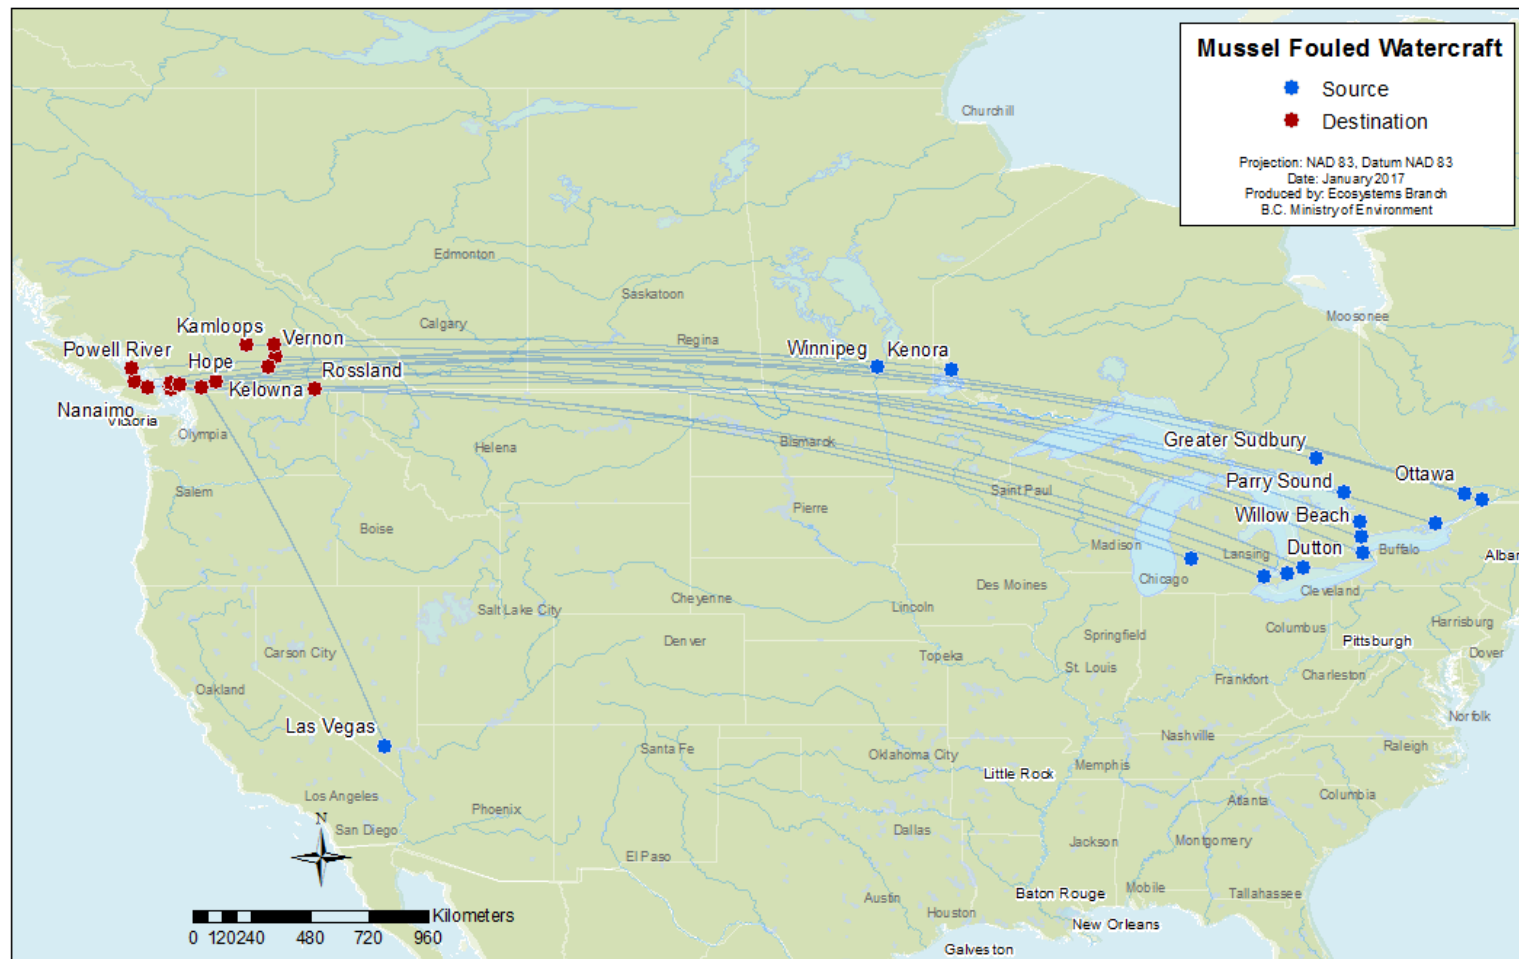 Mussel Fouled Watercraft
Source
Destination
Projection: NAD 83, Datum NAD 83
Date: January 2017
Produced by: Ecosystems Branch
B.C. Ministry of Environment
Churchill
Edmonton
Saskatoon
Moosonee
Calgary
Regina
Kamloops
Vernon
Powell River
Hope
Winnipeg
Kenora
Rossland
Kelowna
Nanaimo
Victoria
Olympia
Helena
Bismarck
Greater Sudbury
Ottawa
Parry Sound
Salem
Saint Paul
Pierre
Willow Beach
Boise
Madison
Lansing
Dutton
Buffalo
Alban
Chicago
Des Moines
Cleveland
Salt Lake City
Cheyenne
Lincoln
Columbus
Harrisburg
Springfield
Pittsburgh
Denver
Carson City
Topeka
St. Louis
Dover
Frankfort
Charleston
Oakland
Norfolk
Las Vegas
Santa Fe
Oklahoma City
Nashville
Raleigh
Little Rock
Memphis
Los Angeles
Phoenix
Atlanta
Columbia
N
San Diego
Dallas
Jackson
Montgomery
El Paso
Austin
Baton Rouge
Mobile
Tallahassee
Houston
New Orleans
Kilometers
0 120 240 480 720 960
Galveston